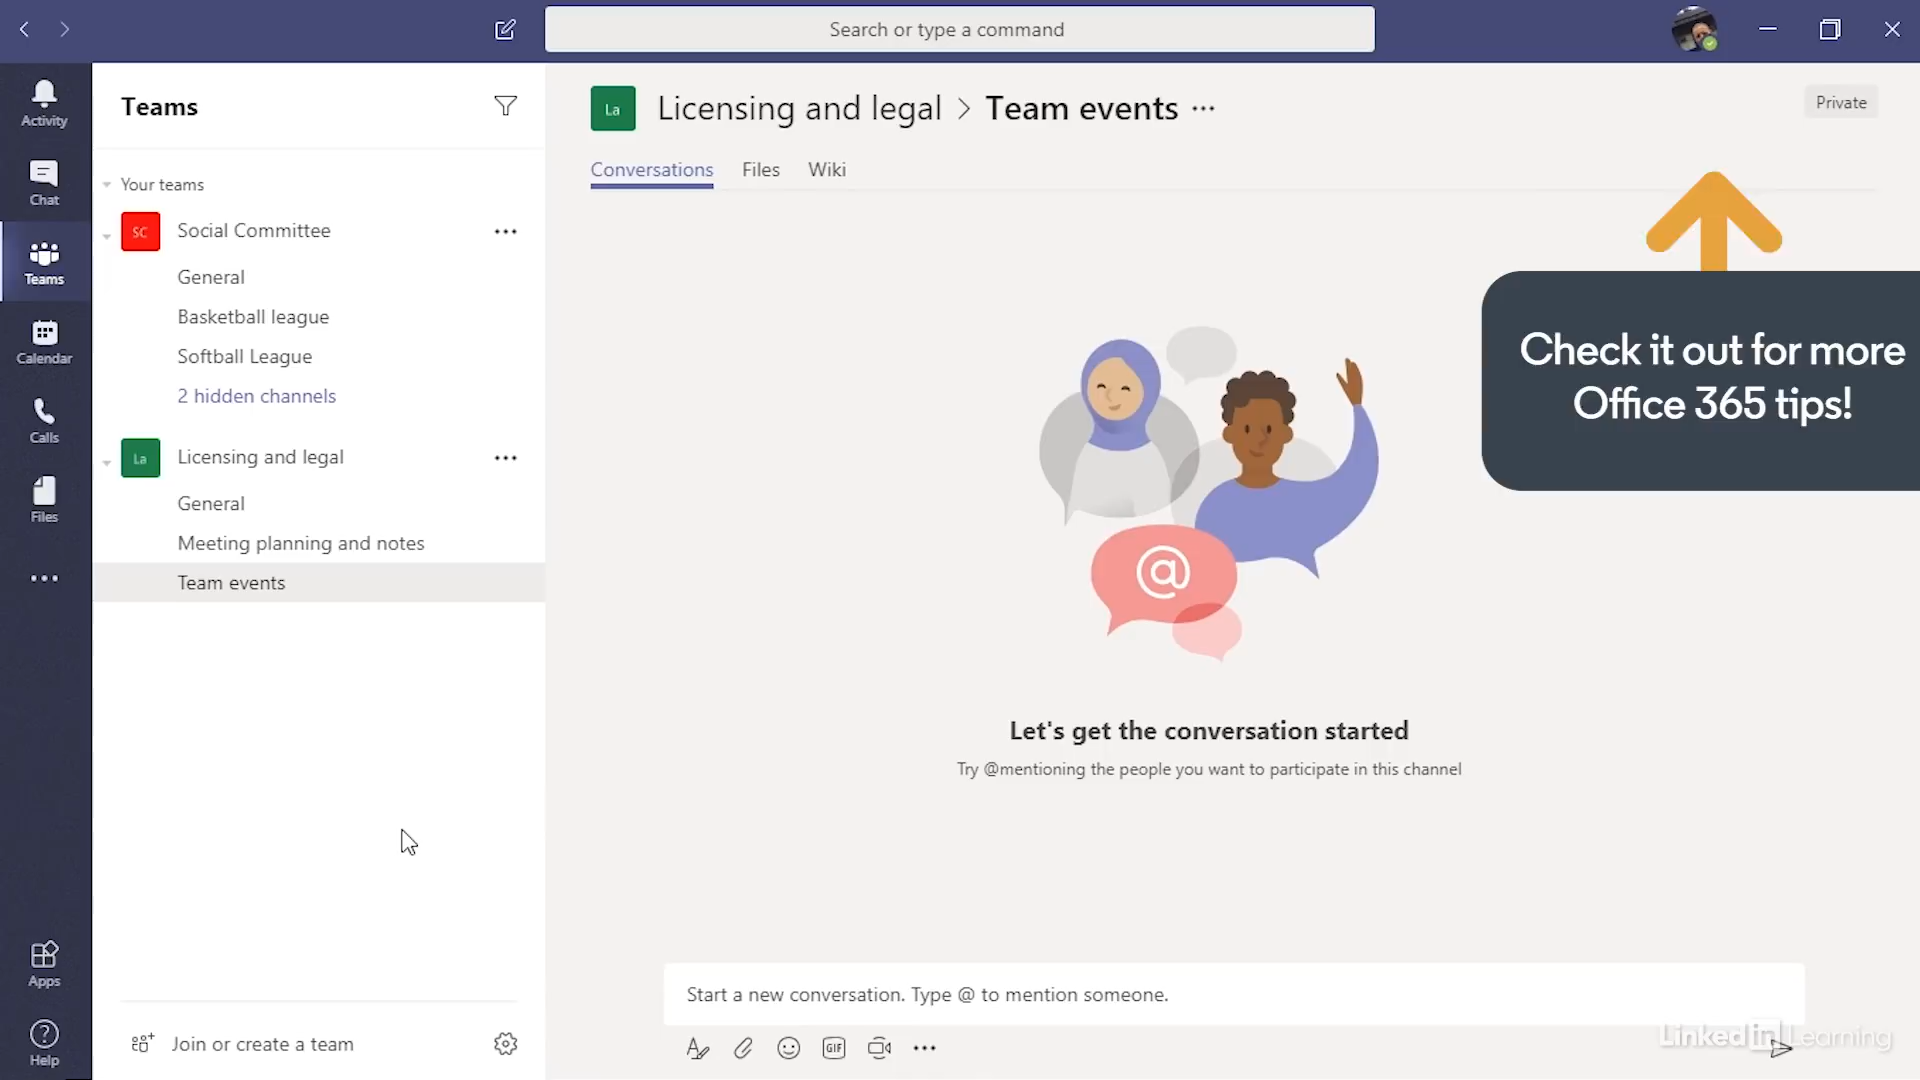 Search or type a command
Activity
Chat
Teams
Calendar
Calls
Files
Apps
Help
Teams
Your teams
SC Social Committee
General
Basketball league
Softball League
2 hidden channels
La Licensing and legal
General
Meeting planning and notes
Team events
Join or create a team
La Licensing and legal > Team events
Private
Conversations Files Wiki
Check it out for more
Office 365 tips!
@
Let's get the conversation started
Try @mentioning the people you want to participate in this channel
Start a new conversation. Type @ to mention someone.
GIF
LinkedIn Learning